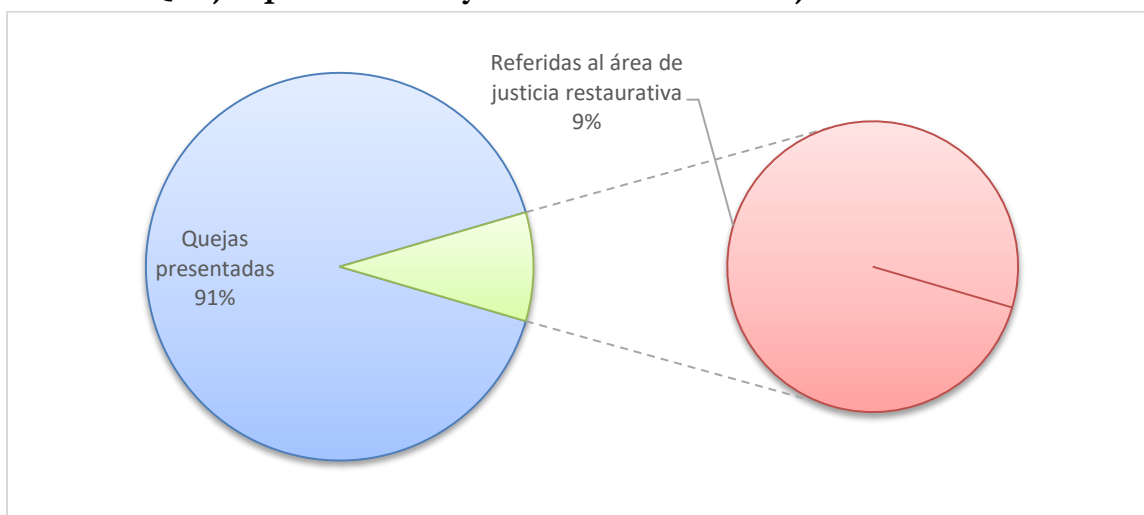 Referidas al área de
justicia restaurativa
9%
Quejas
presentadas
91%